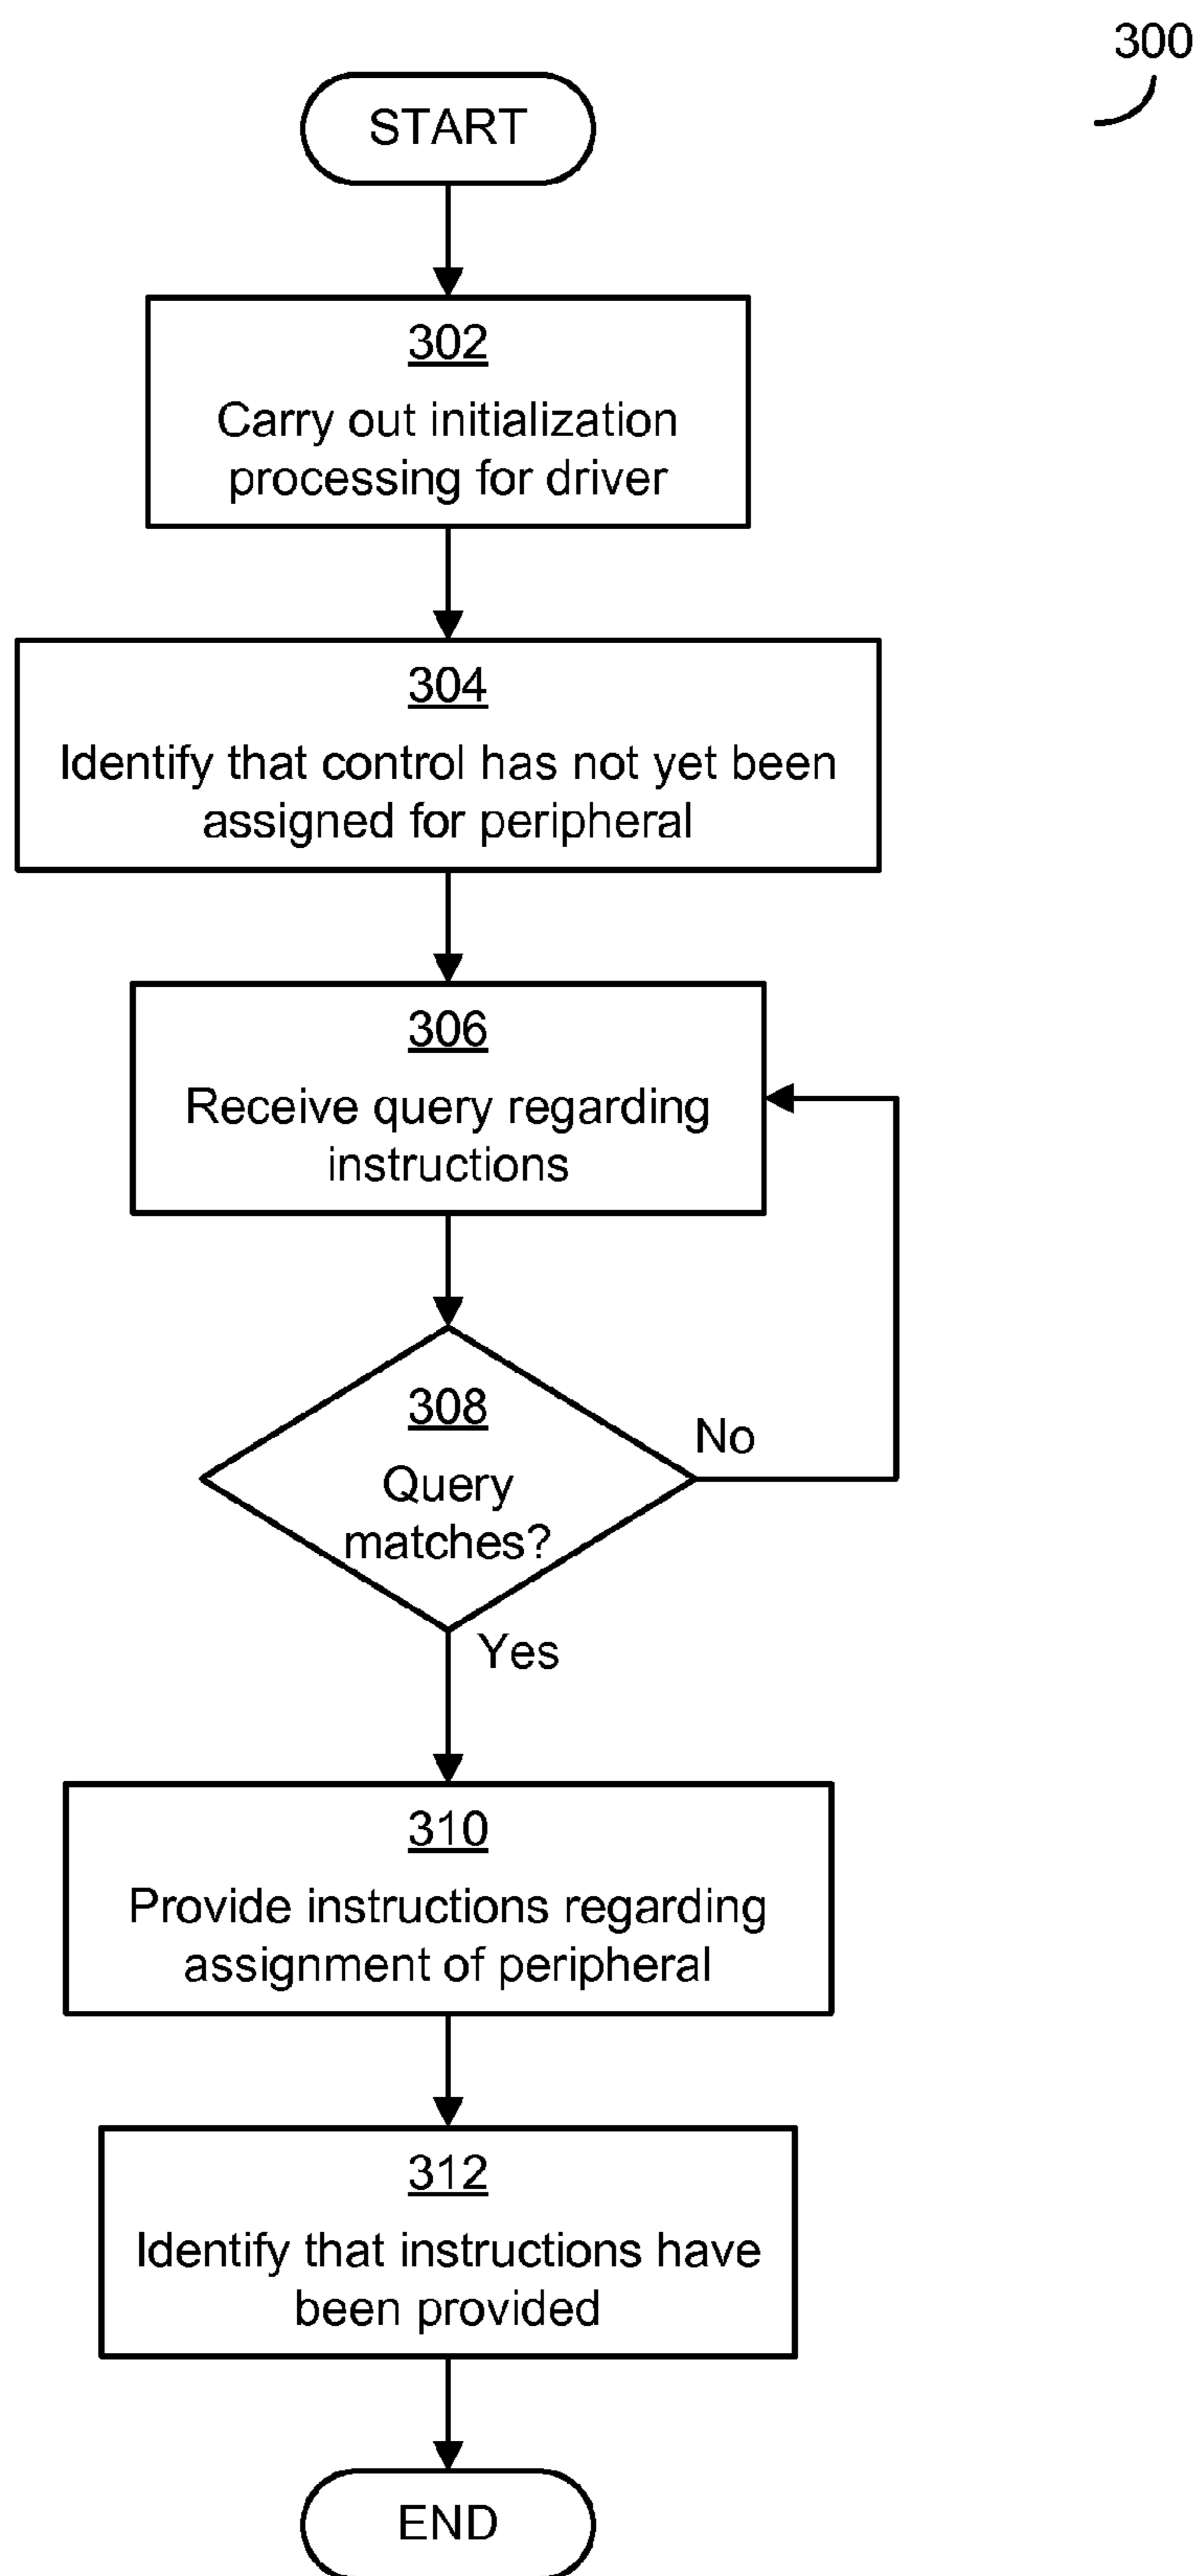 300
START
302
Carry out initialization
processing for driver
304
Identify that control has not yet been
assigned for peripheral
306
Receive query regarding
instructions
308
Query
matches?
No
Yes
310
Provide instructions regarding
assignment of peripheral
312
Identify that instructions have
been provided
END